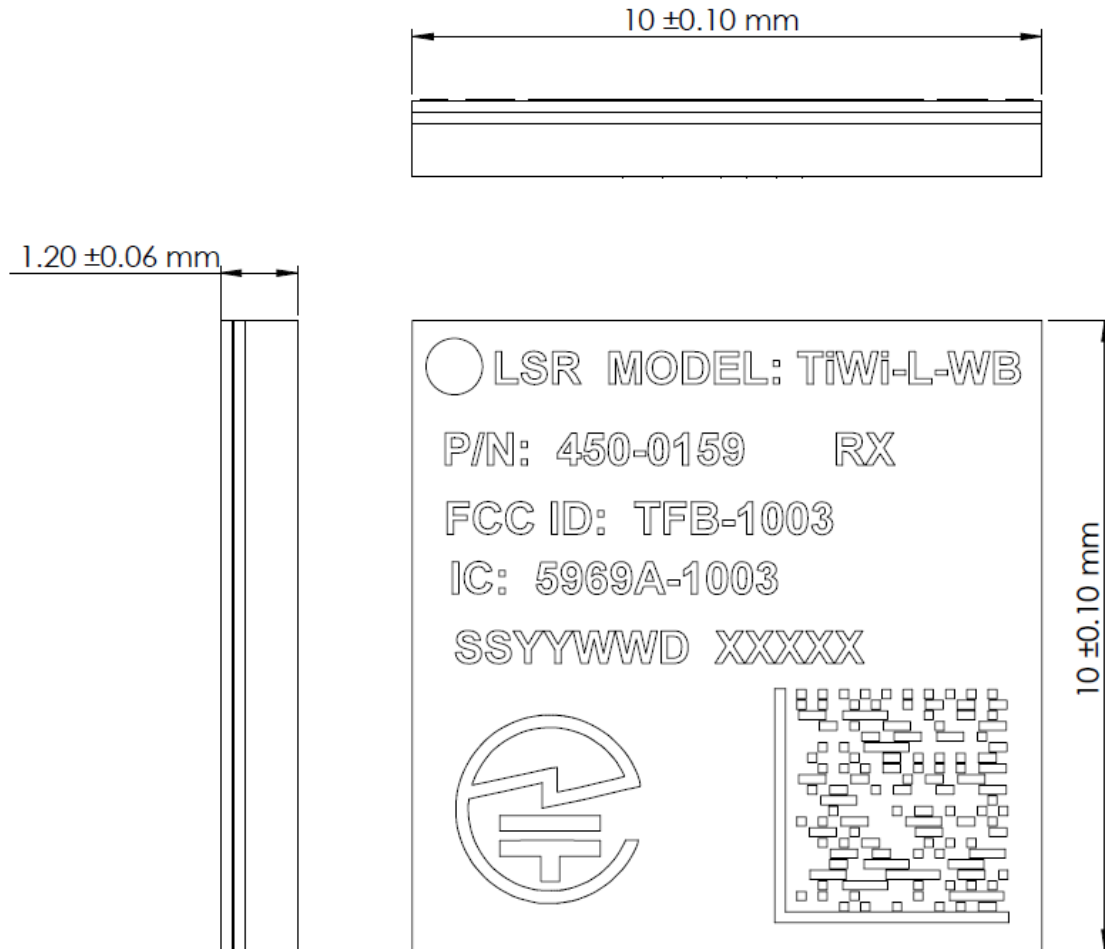 10 ±0.10 mm
1.20 ±0.06 mm
LSR MODEL: TiWi-L-WB
P/N: 450-0159 RX
FCC ID: TFB-1003
IC: 5969A-1003
SSYYWWD XXXXX
10 ±0.10 mm